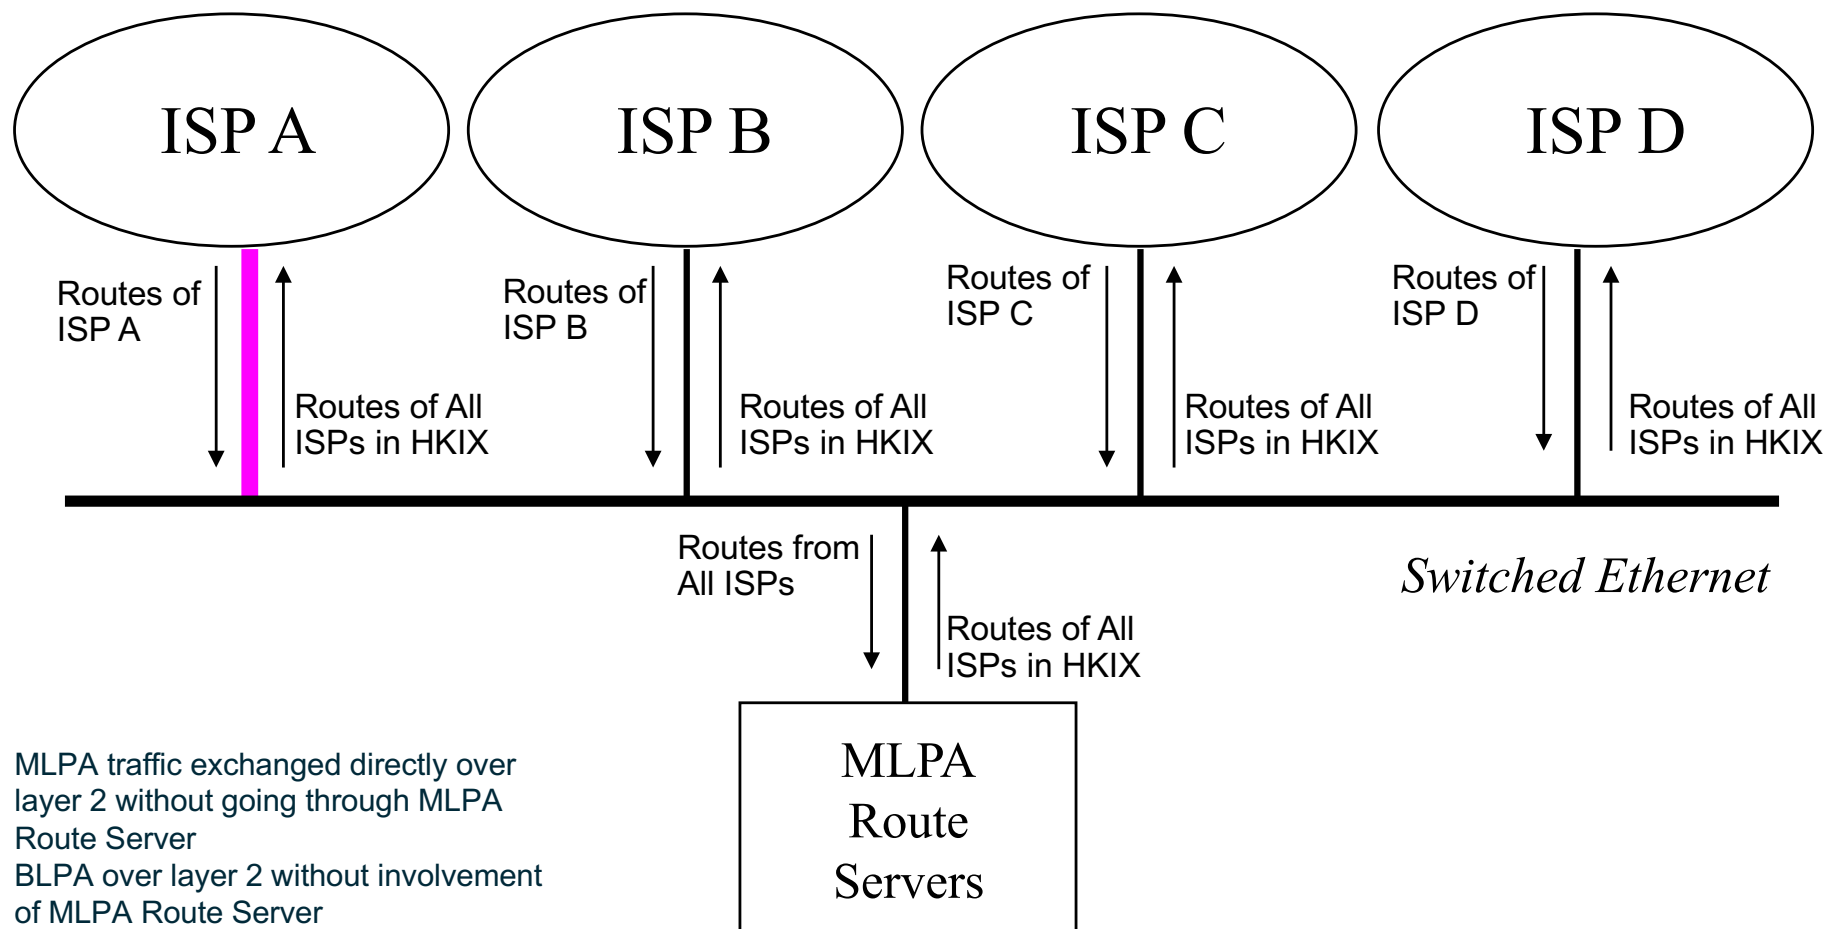 ISP A
ISP B
ISP C
ISP D
Routes of
ISP A
Routes of All
ISPs in HKIX
Routes of
ISP B
Routes of All
ISPs in HKIX
Routes of
ISP C
Routes of All
ISPs in HKIX
Routes of
ISP D
Routes of All
ISPs in HKIX
Routes from
All ISPs
Routes of All
ISPs in HKIX
Switched Ethernet
MLPA
Route
Servers
MLPA traffic exchanged directly over
layer 2 without going through MLPA
Route Server
BLPA over layer 2 without involvement
of MLPA Route Server